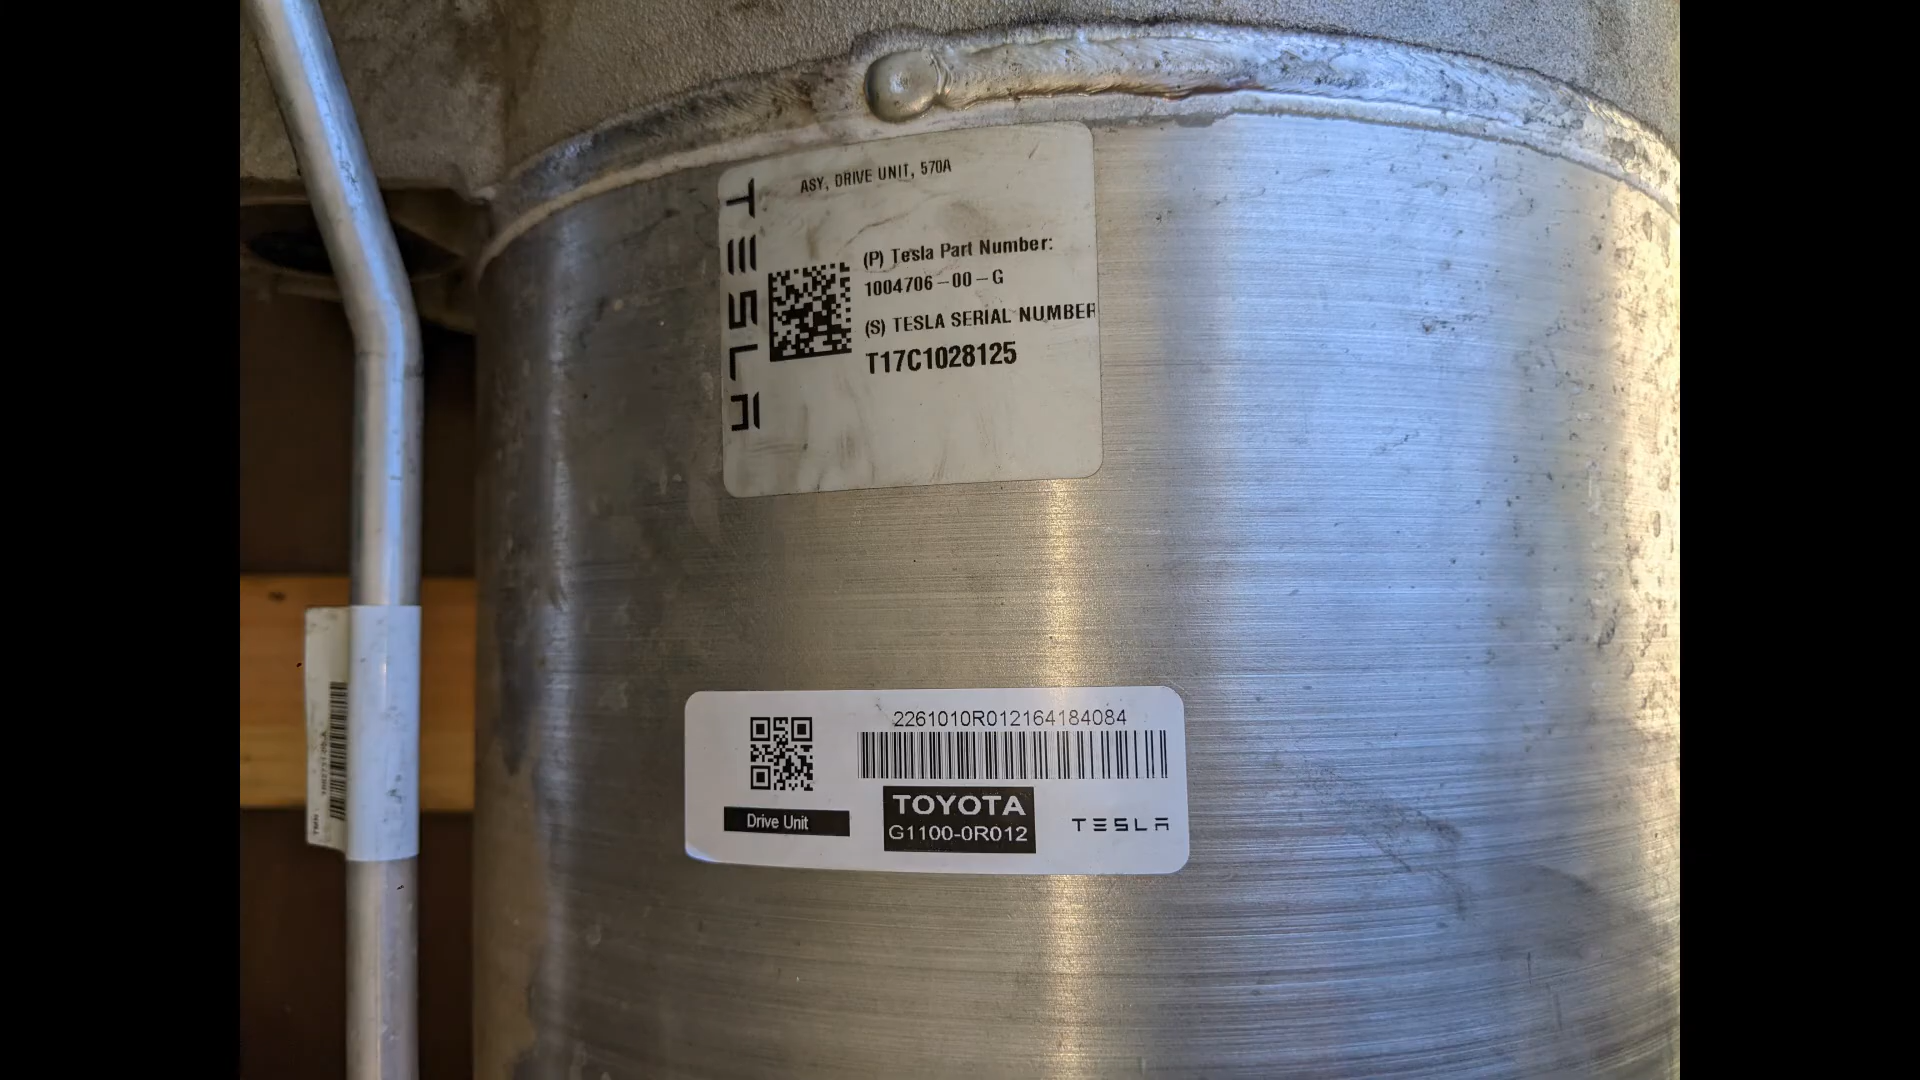 ASY, DRIVE UNIT, 570A
TESLA
(P) Tesla Part Number:
1004706-00-G
(S) TESLA SERIAL NUMBER
T17C1028125
2261010R012164184084
Drive Unit
TOYOTA
G1100-0R012
TESLA